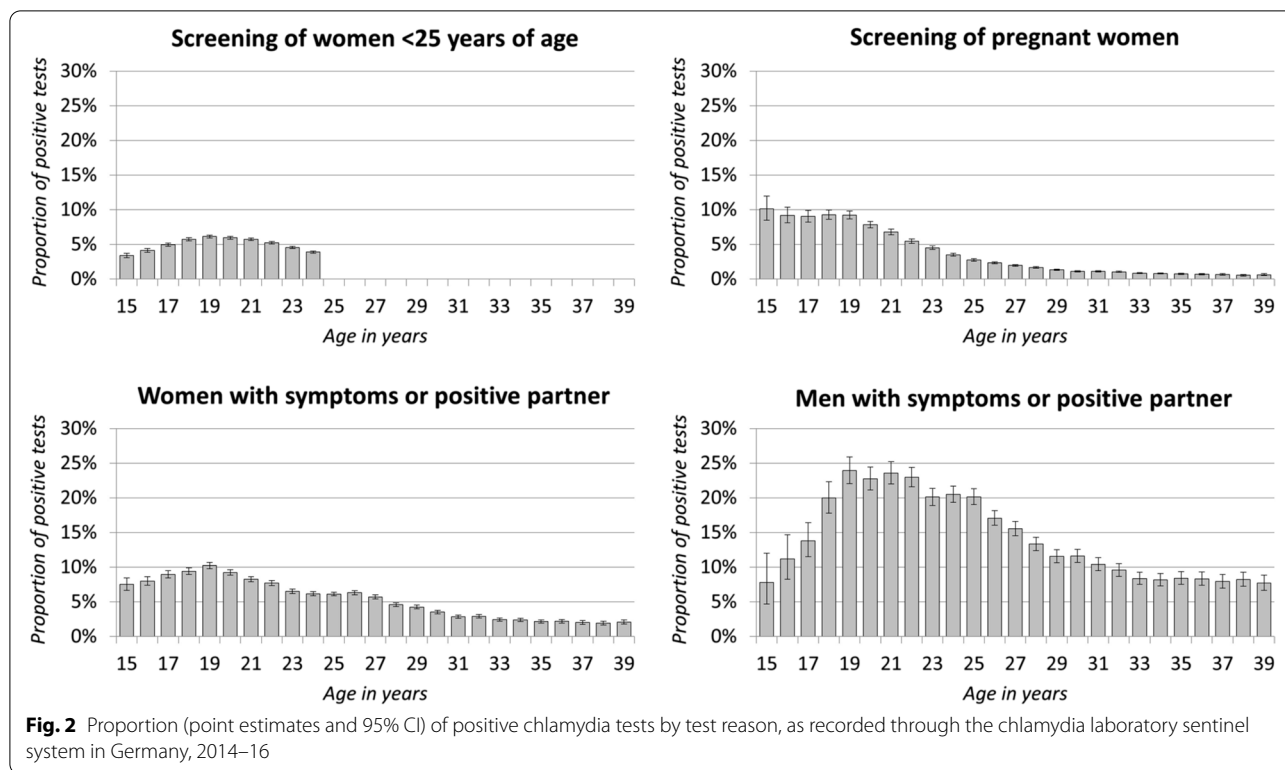 Screening of women <25 years of age
Proportion of positive tests
30%
25%
20%
15%
10%
5%
0%
15 17 19 21 23 25 27 29 31 33 35 37 39
Age in years
Screening of pregnant women
Proportion of positive tests
30%
25%
20%
15%
10%
5%
0%
15 17 19 21 23 25 27 29 31 33 35 37 39
Age in years
Women with symptoms or positive partner
Proportion of positive tests
30%
25%
20%
15%
10%
5%
0%
15 17 19 21 23 25 27 29 31 33 35 37 39
Age in years
Men with symptoms or positive partner
Proportion of positive tests
30%
25%
20%
15%
10%
5%
0%
15 17 19 21 23 25 27 29 31 33 35 37 39
Age in years
Fig. 2 Proportion (point estimates and 95% CI) of positive chlamydia tests by test reason, as recorded through the chlamydia laboratory sentinel
system in Germany, 2014–16